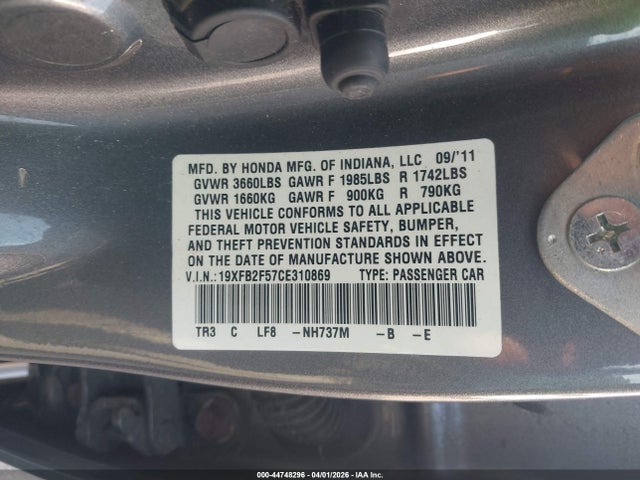 MFD. BY HONDA MFG. OF INDIANA, LLC 09/'11
GVWR 3660LBS GAWR F 1985LBS R 1742LBS
GVWR 1660KG GAWR F 900KG R 790KG
THIS VEHICLE CONFORMS TO ALL APPLICABLE
FEDERAL MOTOR VEHICLE SAFETY, BUMPER,
AND THEFT PREVENTION STANDARDS IN EFFECT
ON THE DATE OF MANUFACTURE SHOWN ABOVE.
V.I.N.: 19XFB2F57CE310869 TYPE: PASSENGER CAR
TR3 C LF8 -NH737M -B -E
000-44748296 - 04/01/2026 - IAA Inc.